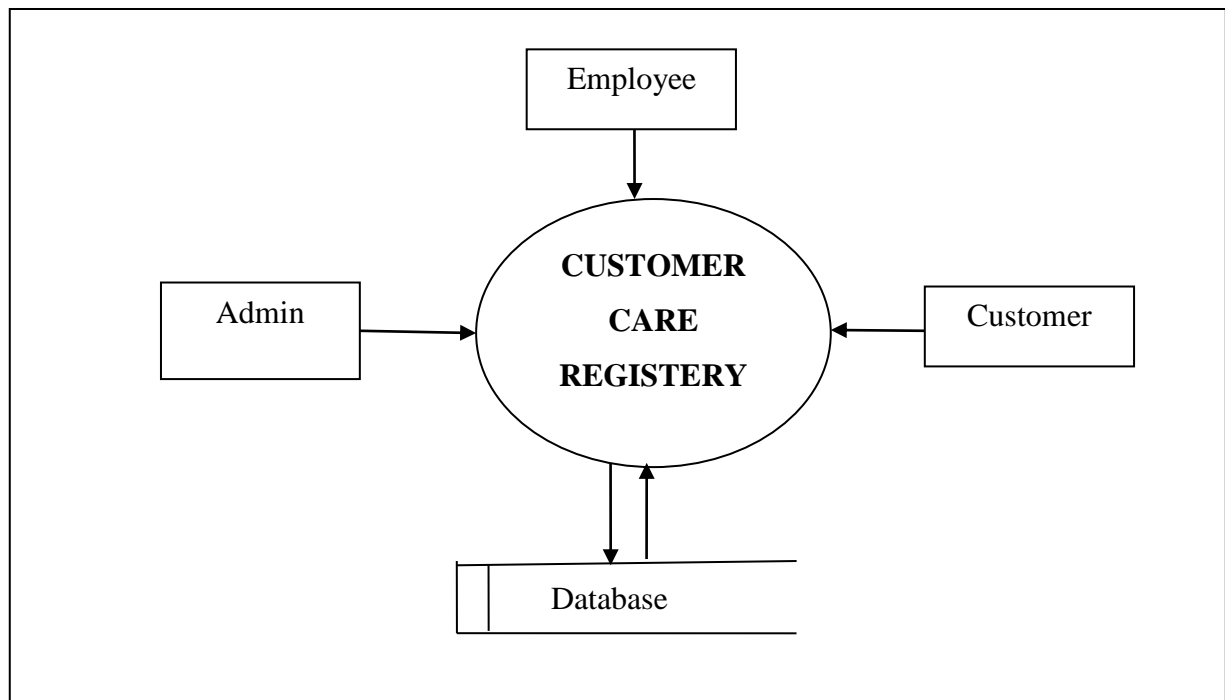 Employee
CUSTOMER
CARE
REGISTERY
Admin
Customer
Database